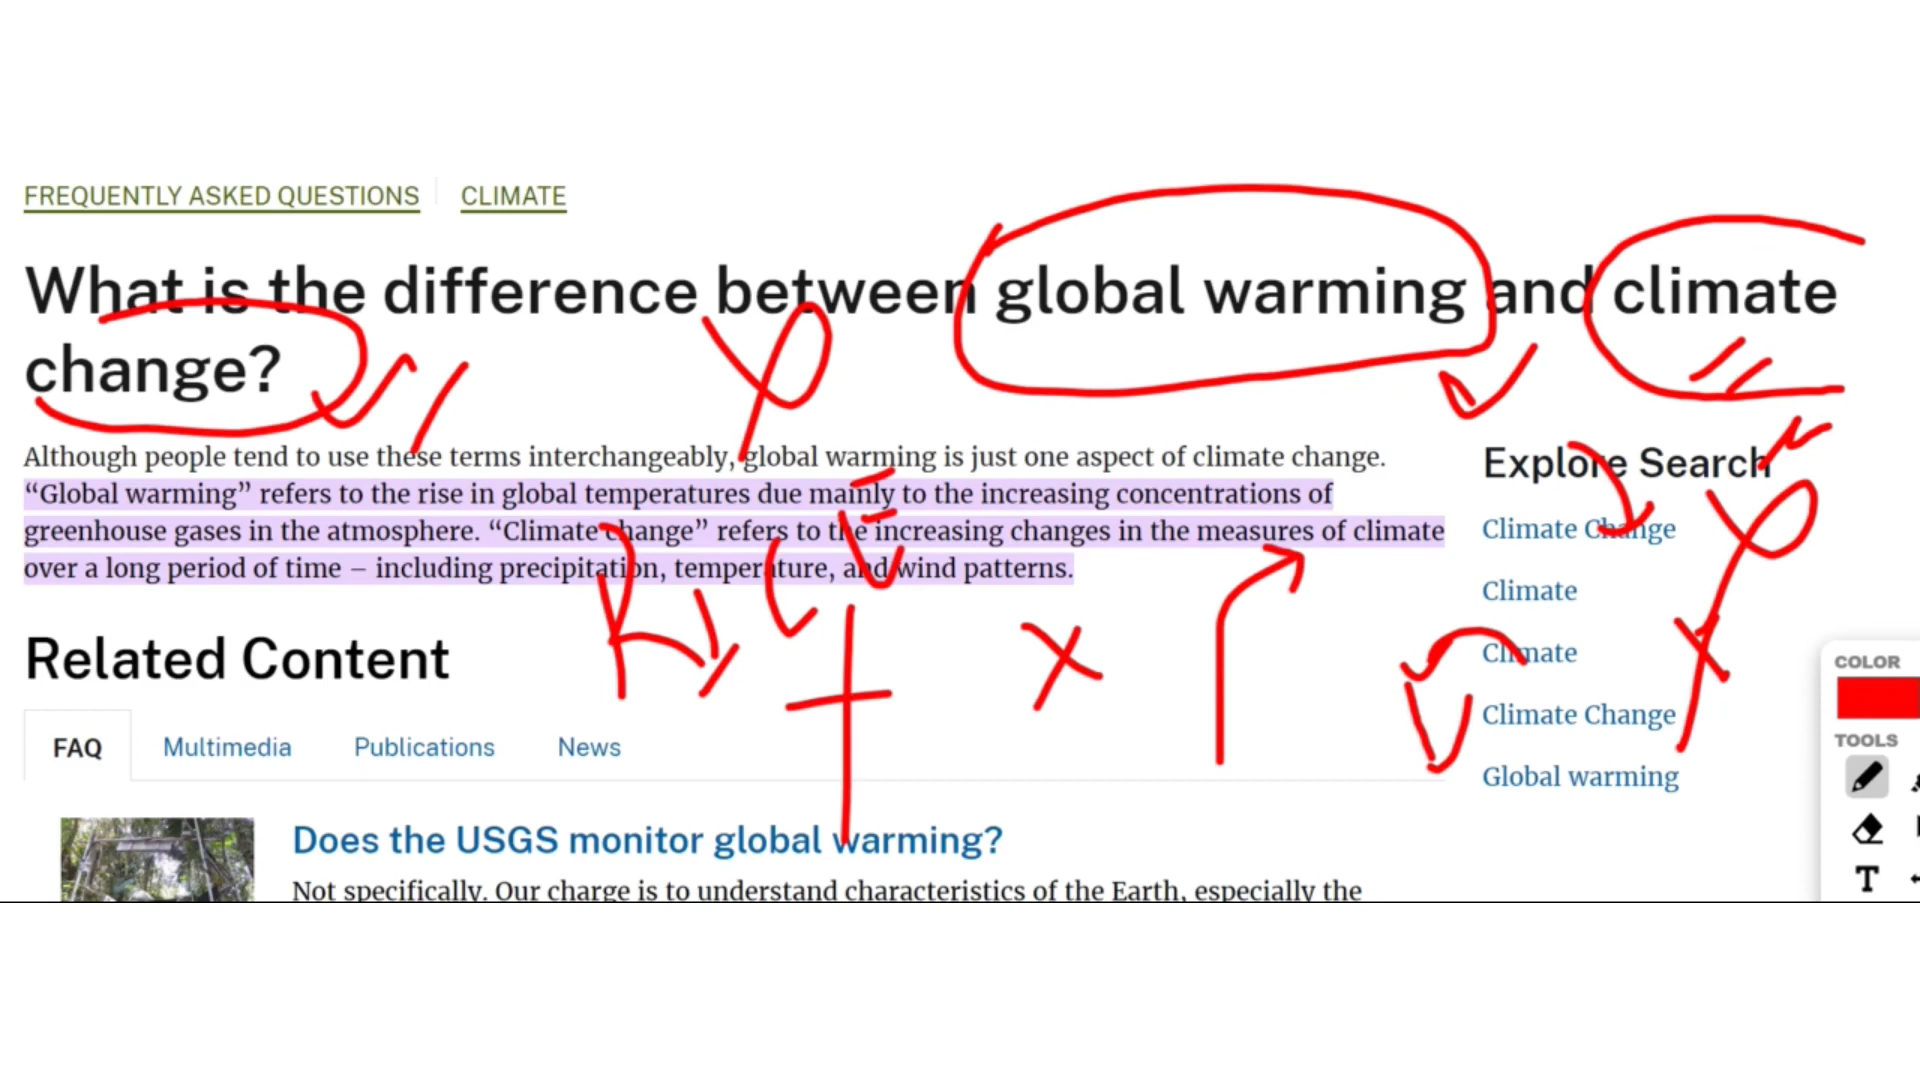 FREQUENTLY ASKED QUESTIONS CLIMATE
What is the difference between global warming and climate
change?
Although people tend to use these terms interchangeably, global warming is just one aspect of climate change.
“Global warming” refers to the rise in global temperatures due mainly to the increasing concentrations of
greenhouse gases in the atmosphere. “Climate change” refers to the increasing changes in the measures of climate
over a long period of time – including precipitation, temperature, and wind patterns.
Related Content
FAQ Multimedia Publications News
Does the USGS monitor global warming?
Not specifically. Our charge is to understand characteristics of the Earth, especially the
Explore Search
Climate Change
Climate
Climate
Climate Change
Global warming
COLOR
TOOLS
T